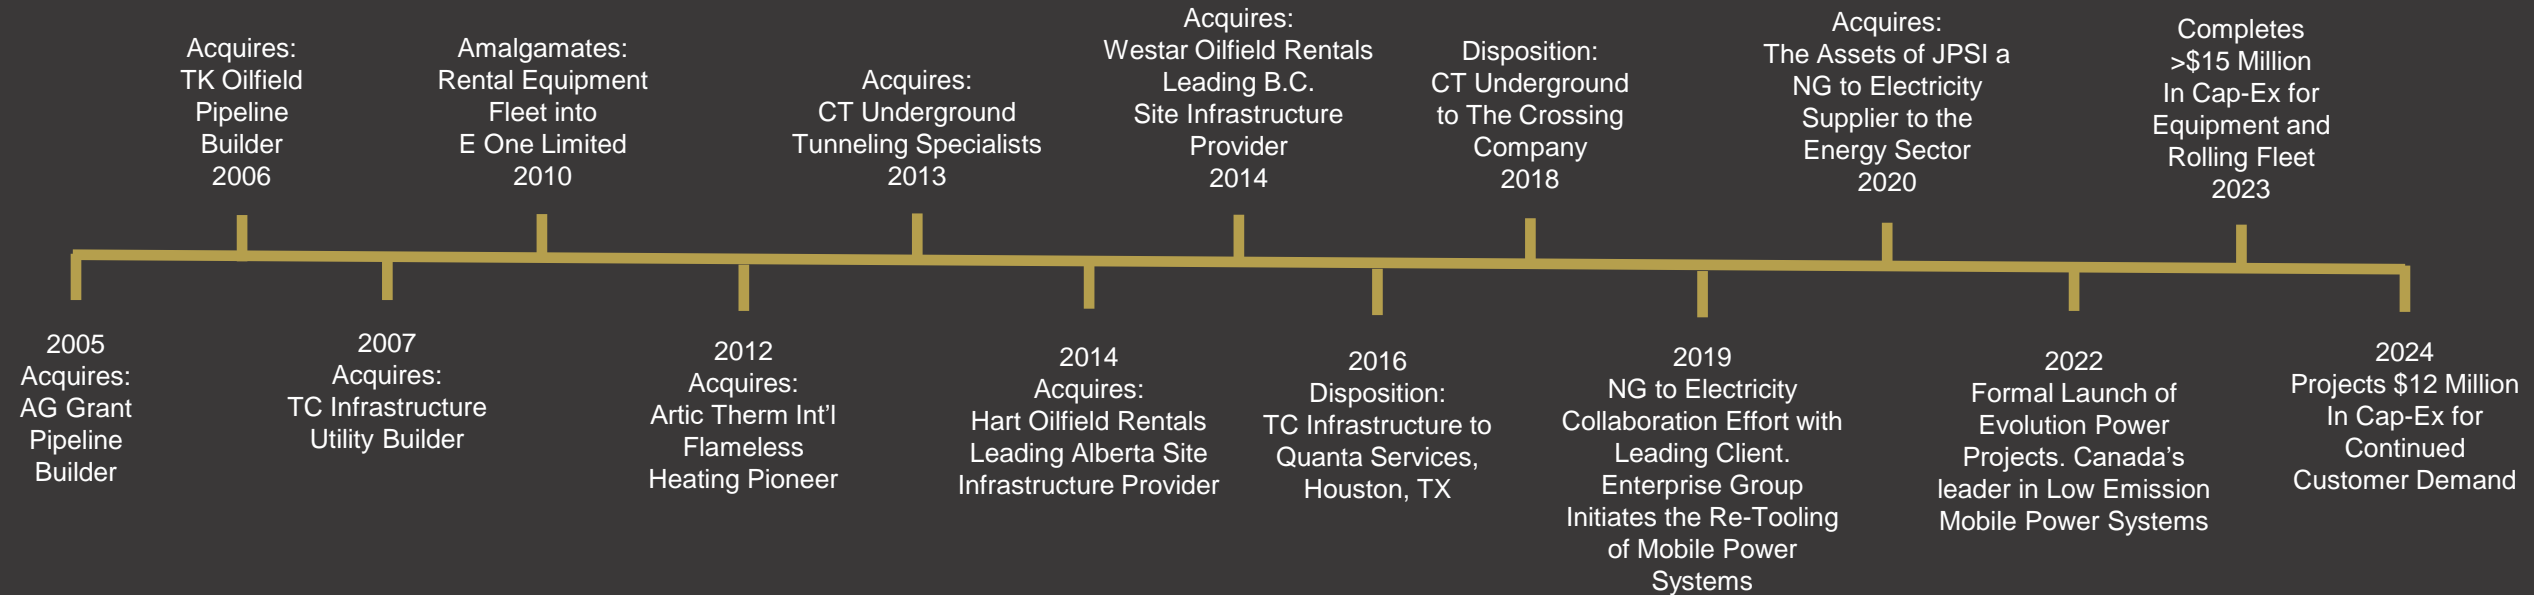 Acquires:
TK Oilfield
Pipeline
Builder
2006
Amalgamates:
Rental Equipment
Fleet into
E One Limited
2010
Acquires:
CT Underground
Tunneling Specialists
2013
Acquires:
Westar Oilfield Rentals
Leading B.C.
Site Infrastructure
Provider
2014
Disposition:
CT Underground
to The Crossing
Company
2018
Acquires:
The Assets of JPSI a
NG to Electricity
Supplier to the
Energy Sector
2020
Completes
>$15 Million
In Cap-Ex for
Equipment and
Rolling Fleet
2023
2005
Acquires:
AG Grant
Pipeline
Builder
2007
Acquires:
TC Infrastructure
Utility Builder
2012
Acquires:
Artic Therm Int’l
Flameless
Heating Pioneer
2014
Acquires:
Hart Oilfield Rentals
Leading Alberta Site
Infrastructure Provider
2016
Disposition:
TC Infrastructure to
Quanta Services,
Houston, TX
2019
NG to Electricity
Collaboration Effort with
Leading Client.
Enterprise Group
Initiates the Re-Tooling
of Mobile Power
Systems
2022
Formal Launch of
Evolution Power
Projects. Canada’s
leader in Low Emission
Mobile Power Systems
2024
Projects $12 Million
In Cap-Ex for
Continued
Customer Demand